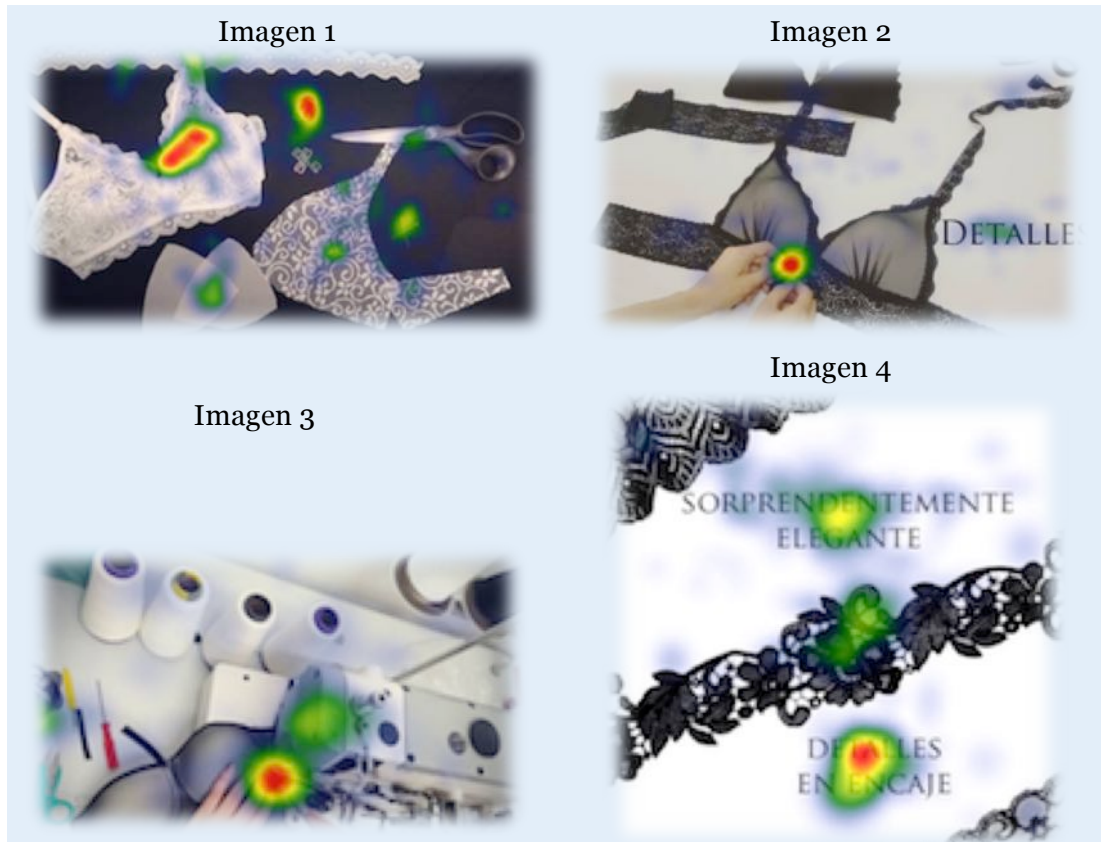 Imagen 1
Imagen 2
DETALLES
Imagen 3
Imagen 4
SORPRENDENTEMENTE
ELEGANTE
DETALLES
EN ENCAJE